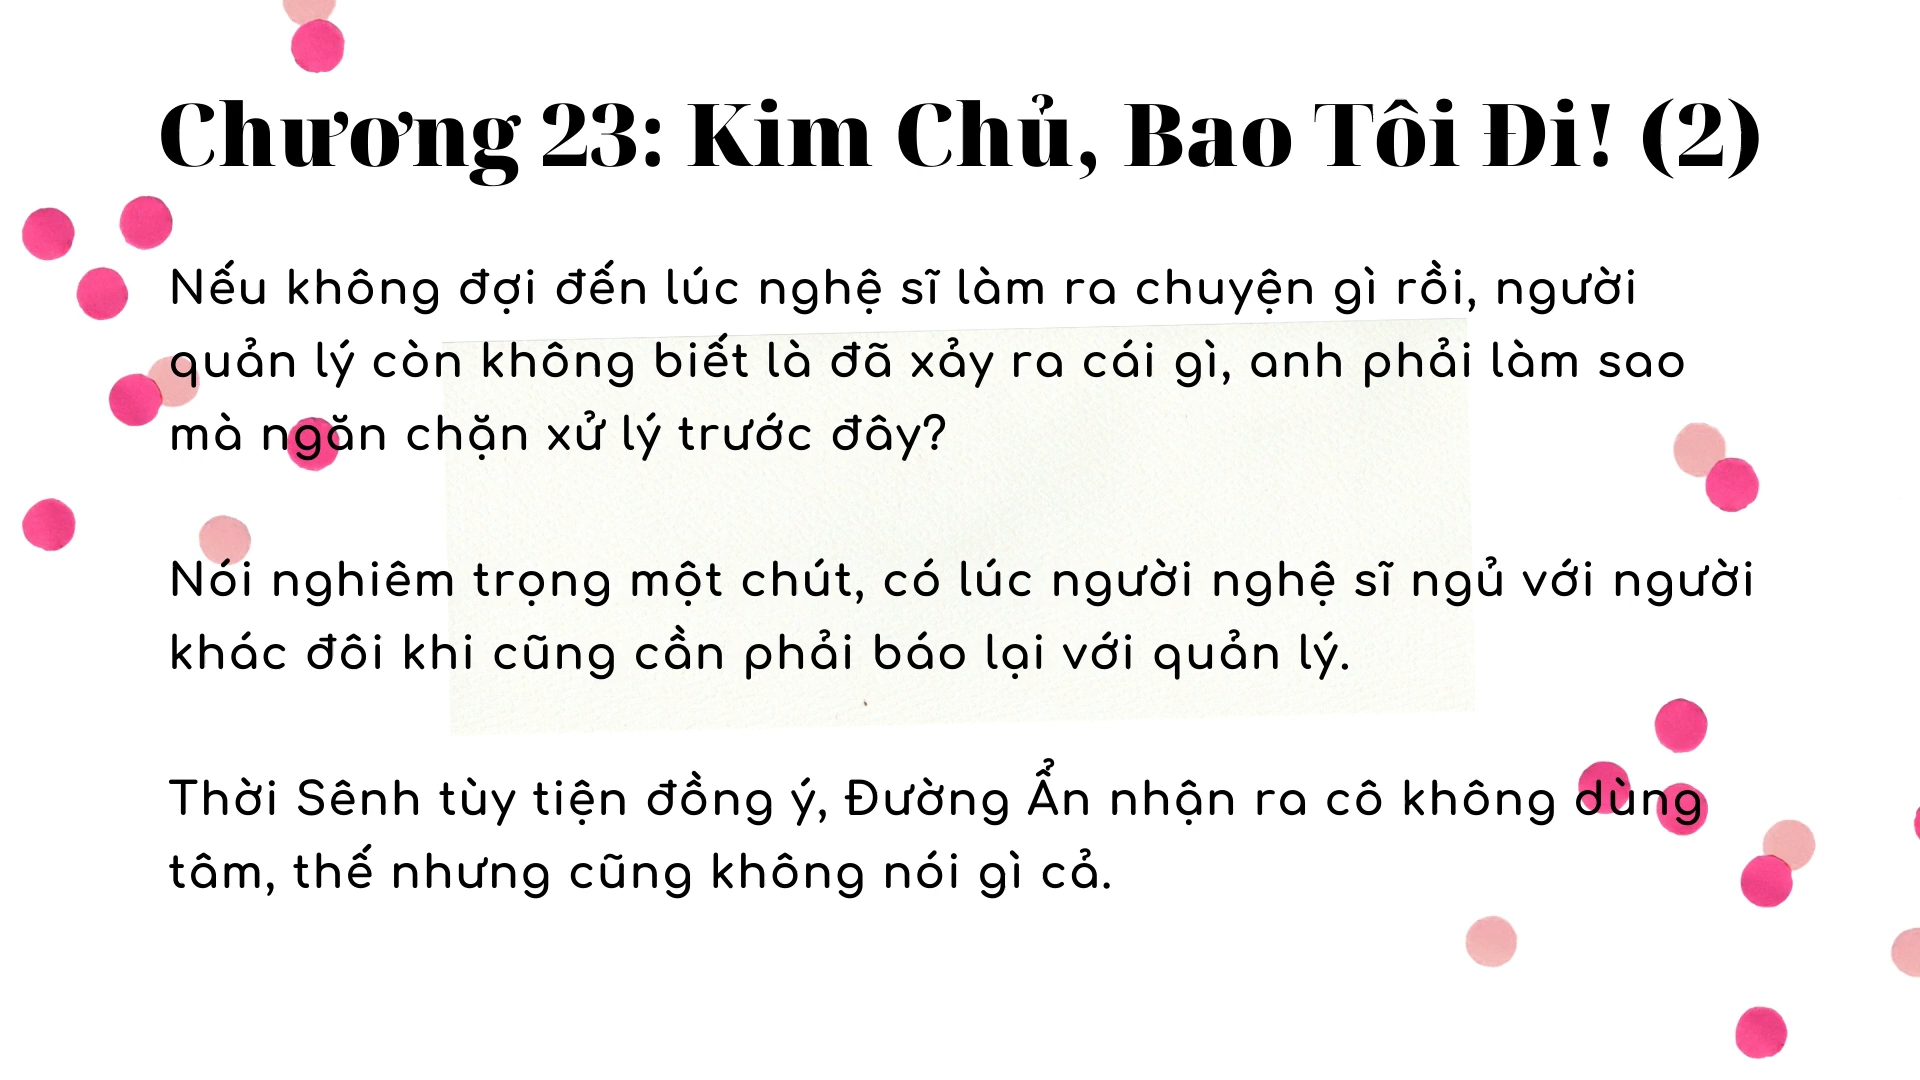 Chương 23: Kim Chủ, Bao Tôi Đi! (2)
Nếu không đợi đến lúc nghệ sĩ làm ra chuyện gì rồi, người
quản lý còn không biết là đã xảy ra cái gì, anh phải làm sao
mà ngăn chặn xử lý trước đây?
Nói nghiêm trọng một chút, có lúc người nghệ sĩ ngủ với người
khác đôi khi cũng cần phải báo lại với quản lý.
Thời Sênh tùy tiện đồng ý, Đường Ẩn nhận ra cô không dùng
tâm, thế nhưng cũng không nói gì cả.